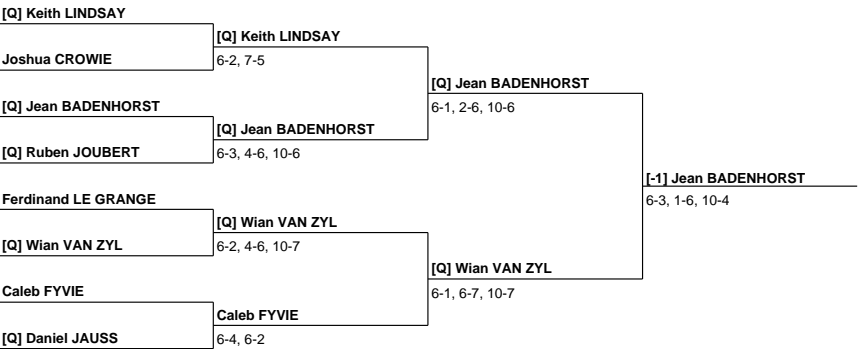 [Q] Keith LINDSAY
[Q] Keith LINDSAY
Joshua CROWIE
6-2, 7-5
[Q] Jean BADENHORST
[Q] Jean BADENHORST
6-1, 2-6, 10-6
[Q] Jean BADENHORST
[Q] Ruben JOUBERT
6-3, 4-6, 10-6
[-1] Jean BADENHORST
Ferdinand LE GRANGE
6-3, 1-6, 10-4
[Q] Wian VAN ZYL
[Q] Wian VAN ZYL
6-2, 4-6, 10-7
[Q] Wian VAN ZYL
Caleb FYVIE
6-1, 6-7, 10-7
Caleb FYVIE
[Q] Daniel JAUSS
6-4, 6-2